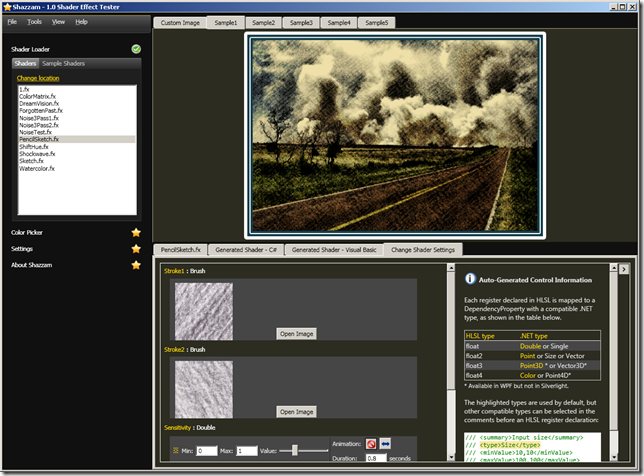 Shazzam - 1.0 Shader Effect Tester
File Tools View Help
Shader Loader
Shaders Sample Shaders
Change location
1.fx
ColorMatrix.fx
DreamVision.fx
ForgottenPast.fx
Noise3Pass1.fx
Noise3Pass2.fx
NoiseTest.fx
PencilSketch.fx
ShiftHue.fx
Shockwave.fx
Sketch.fx
Watercolor.fx
Color Picker
Settings
About Shazzam
Custom Image Sample1 Sample2 Sample3 Sample4 Sample5
PencilSketch.fx Generated Shader - C# Generated Shader - Visual Basic Change Shader Settings
Stroke1 : Brush
Open Image
Stroke2 : Brush
Open Image
Sensitivity : Double
Min: 0 Max: 1 Value: Animation:
Duration: 0.8 seconds
Auto-Generated Control Information
Each register declared in HLSL is mapped to a
DependencyProperty with a compatible .NET
type, as shown in the table below.
HLSL type .NET type
float Double or Single
float2 Point or Size or Vector
float3 Point3D * or Vector3D*
float4 Color or Point4D*
* Available in WPF but not in Silverlight.
The highlighted types are used by default, but
other compatible types can be selected in the
comments before an HLSL register declaration:
/// <summary>Input size</summary>
/// <type>Size</type>
/// <minValue>10,10</minValue>
/// <maxValue>100,100</maxValue>